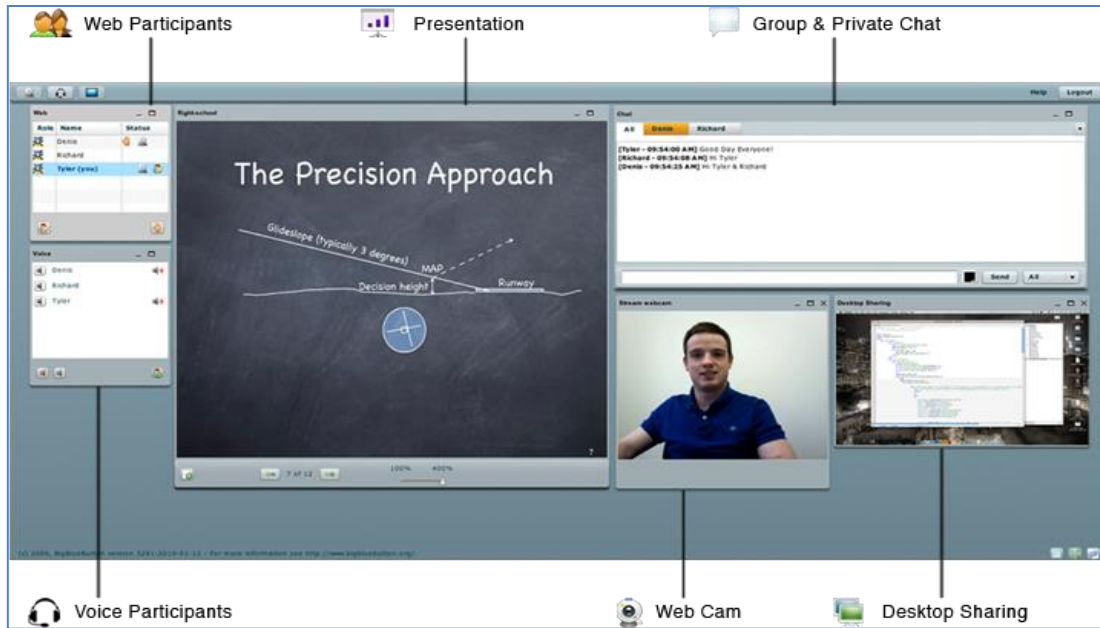 Web Participants
Presentation
Group & Private Chat
Help
Logout
Web
Role Name Status
Denis
Richard
Tyler (you)
Voice
Denis
Richard
Tyler
The Precision Approach
Glideslope (typically 3 degrees)
MAP
Decision height
Runway
?
7 of 12
100%
400%
Chat
All Denis Richard
[Tyler - 09:54:00 AM] Good Day Everyone!
[Richard - 09:54:08 AM] Hi Tyler
[Denis - 09:54:25 AM] Hi Tyler & Richard
Send
All
Stream webcam
Desktop Sharing
Voice Participants
Web Cam
Desktop Sharing